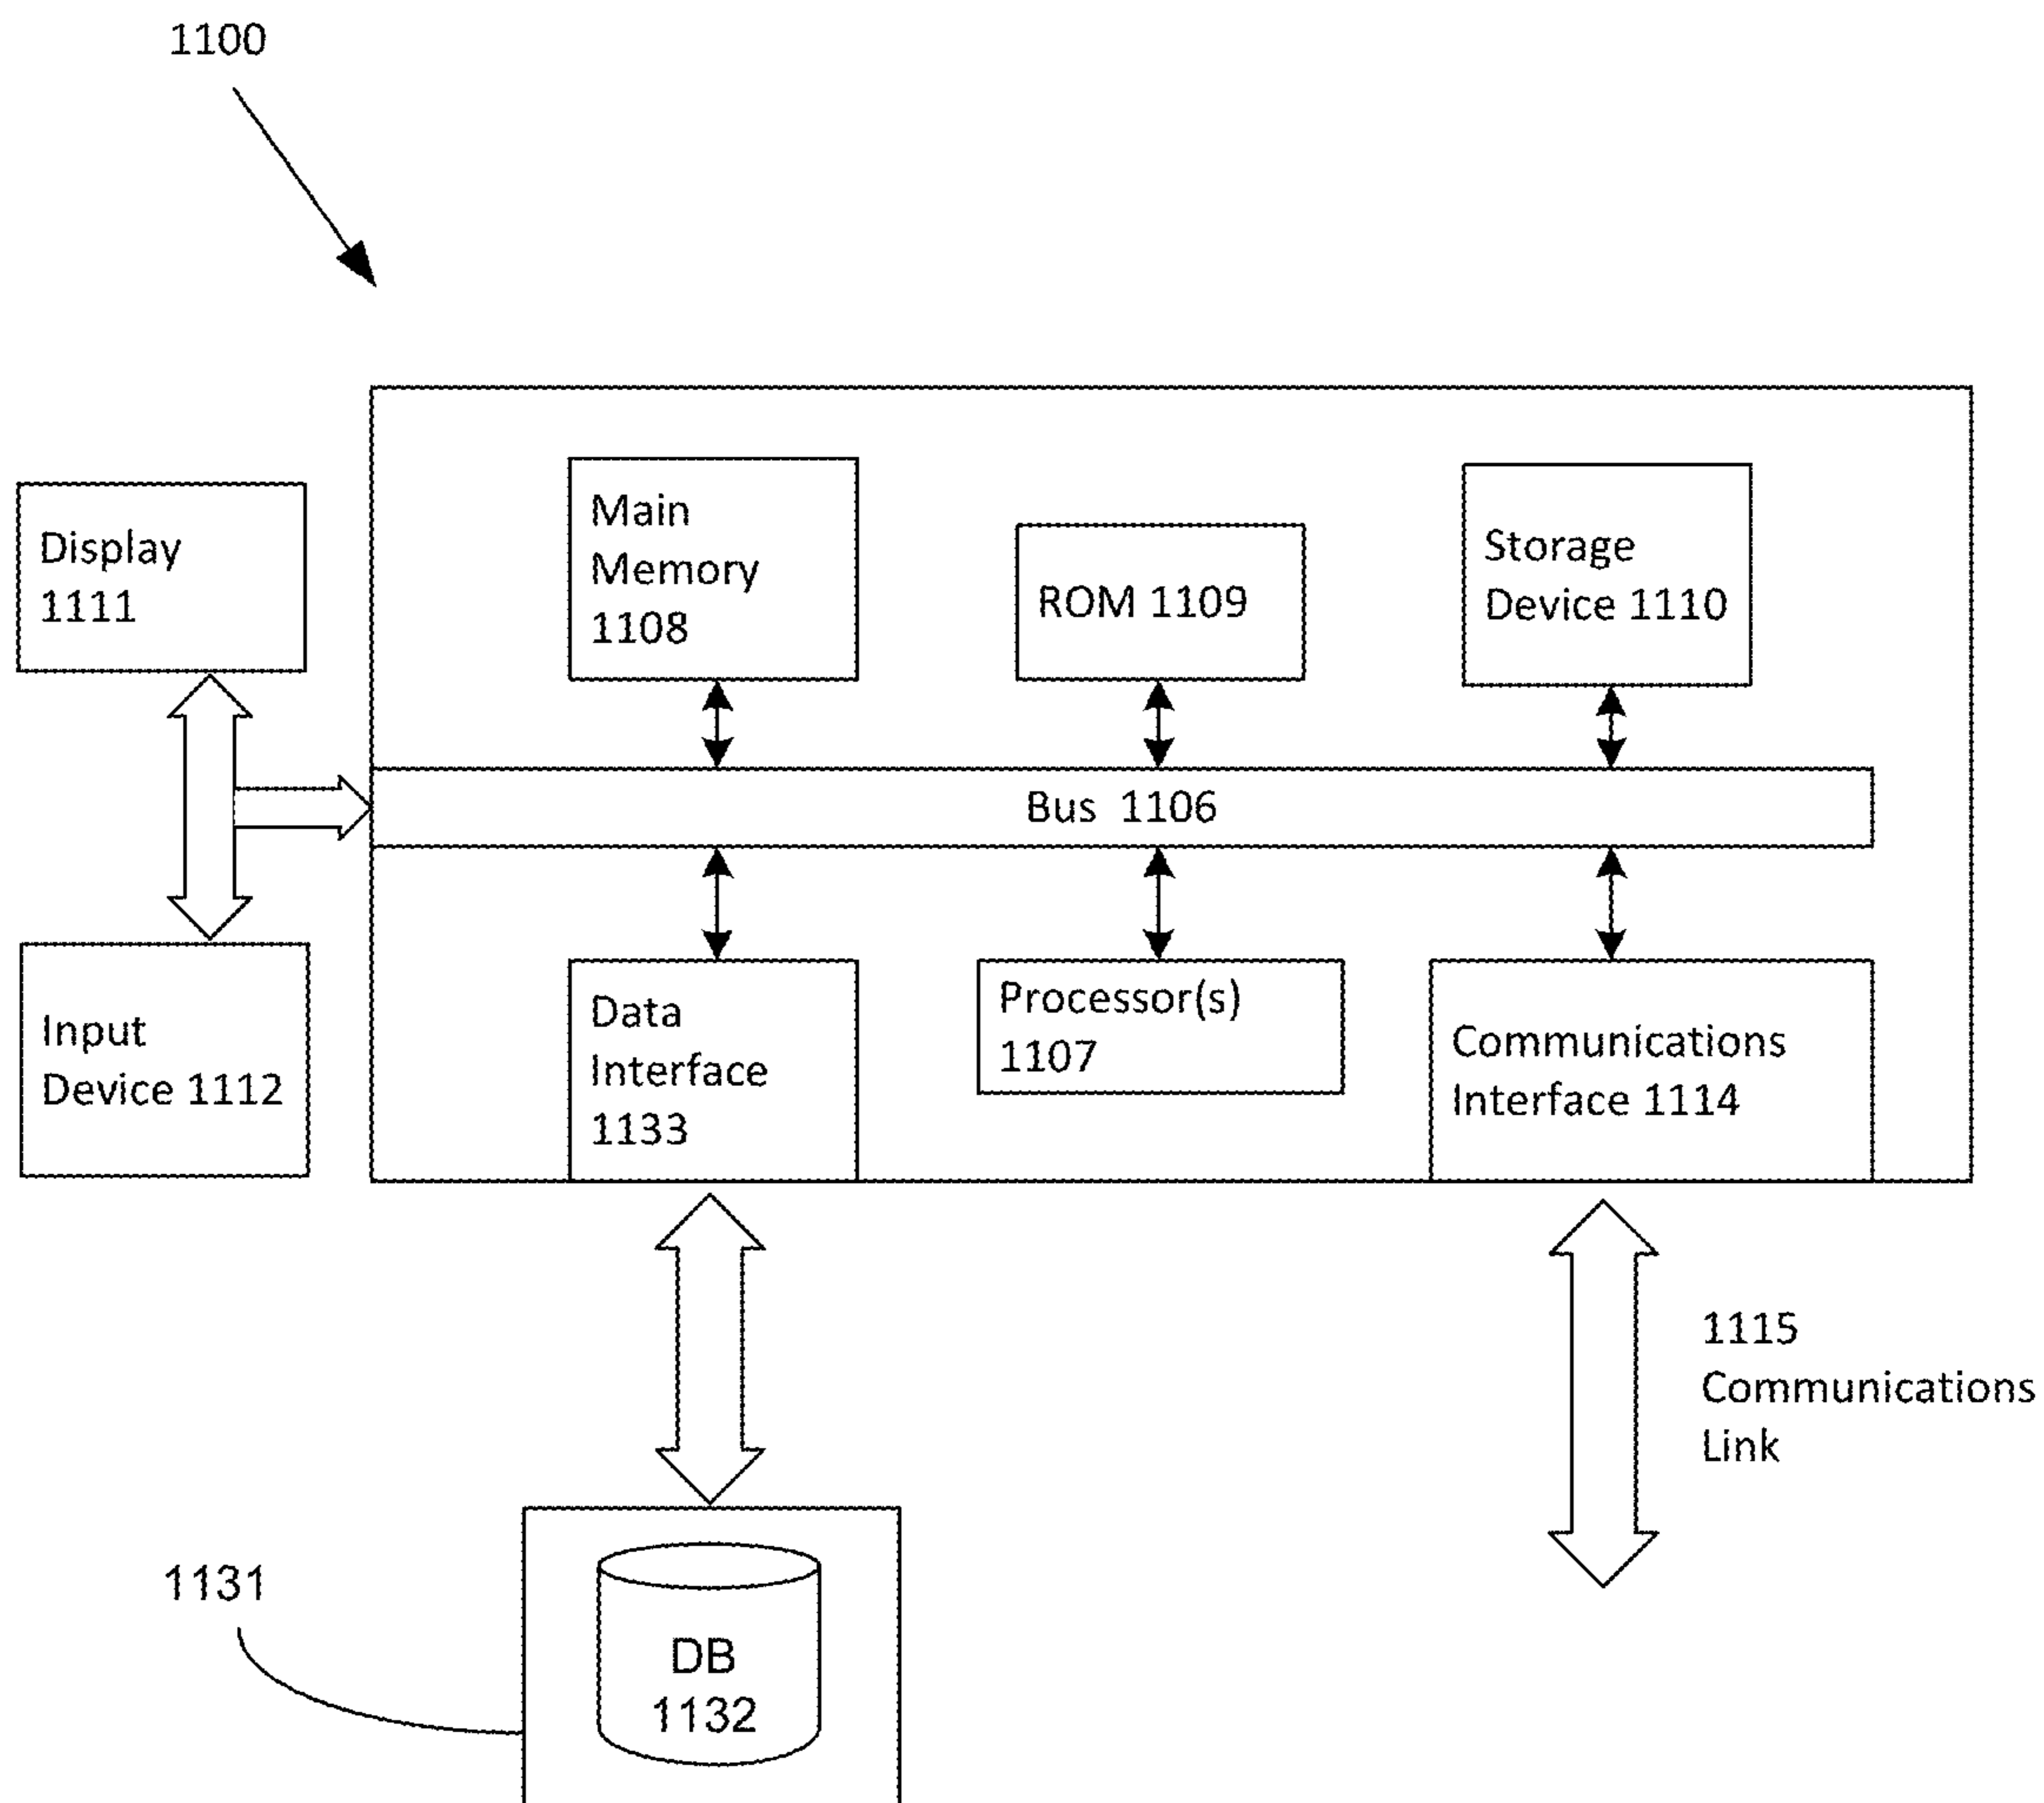 1100
Display
1111
Main
Memory
1108
ROM 1109
Storage
Device 1110
Bus 1106
Input
Device 1112
Data
Interface
1133
Processor(s)
1107
Communications
Interface 1114
1115
Communications
Link
1131
DB
1132